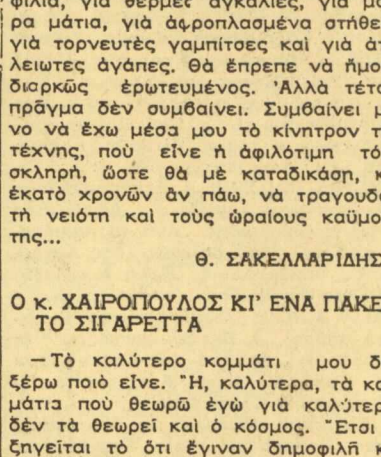 φιλιά, γιὰ θερμὲς ἀγκαλιές, γιὰ
ρα μάτια, γιὰ ἀφροπλασμένα στήθε
γιὰ τορνευτὲς γαμπίτσες καὶ γιὰ ἀ
λειωτες ἀγάπες. Θὰ ἔπρεπε νὰ ἤμο
διαρκῶς ἐρωτευμένος. Ἀλλὰ τέτο
πρᾶγμα δὲν συμβαίνει. Συμβαίνει μ
νο νὰ ἔχω μέσα μου τὸ κίνητρον τ
τέχνης, ποὺ εἶνε ἡ ἀφιλότιμη τό
σκληρή, ὥστε θὰ μὲ καταδικάση, κ
ἑκατὸ χρονῶν ἂν πάω, νὰ τραγουδ
τὴ νειότη καὶ τοὺς ὡραίους καϋμο
της...
Θ. ΣΑΚΕΛΛΑΡΙΔΗΣ
Ο κ. ΧΑΙΡΟΠΟΥΛΟΣ ΚΙ' ΕΝΑ ΠΑΚΕ
ΤΟ ΣΙΓΑΡΕΤΤΑ
—Τὸ καλύτερο κομμάτι μου δ
ξέρω ποιὸ εἶνε. Ἤ, καλύτερα, τὰ κο
μάτια ποὺ θεωρῶ ἐγὼ γιὰ καλύτερ
δὲν τὰ θεωρεῖ καὶ ὁ κόσμος. Ἔτσι
ξηγεῖται τὸ ὅτι ἔγιναν δημοφιλῆ κ